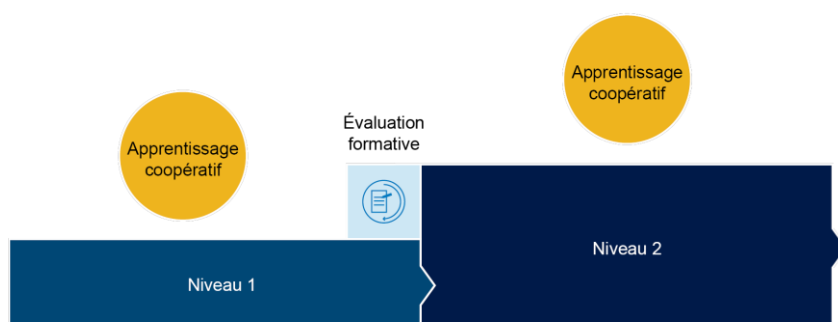 Apprentissage
coopératif
Évaluation
formative
Apprentissage
coopératif
Niveau 1
Niveau 2